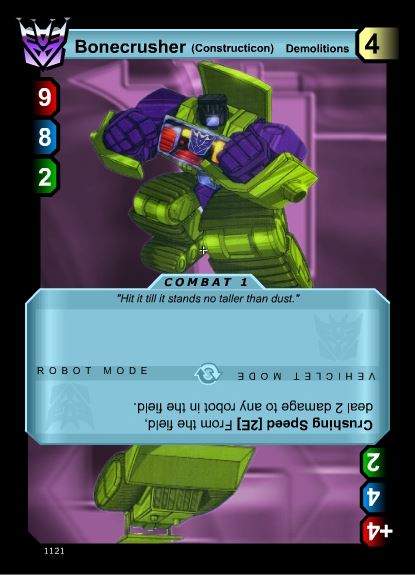 Bonecrusher (Constructicon) Demolitions 4
9
8
2
COMBAT 1
"Hit it till it stands no taller than dust."
ROBOT MODE
VEHICLET MODE
Crushing Speed [2E] From the field,
deal 2 damage to any robot in the field.
2
4
+4
1121